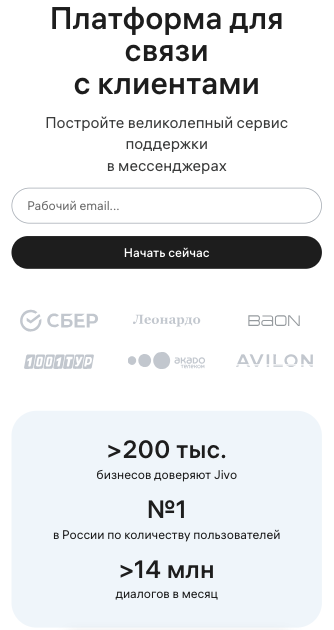 Платформа для
связи
с клиентами
Постройте великолепный сервис
поддержки
в мессенджерах
Рабочий email...
Начать сейчас
СБЕР
Леонардо
BAON
1001ТУР
акадо
телеком
AVILON
>200 тыс.
бизнесов доверяют Jivo
№1
в России по количеству пользователей
>14 млн
диалогов в месяц